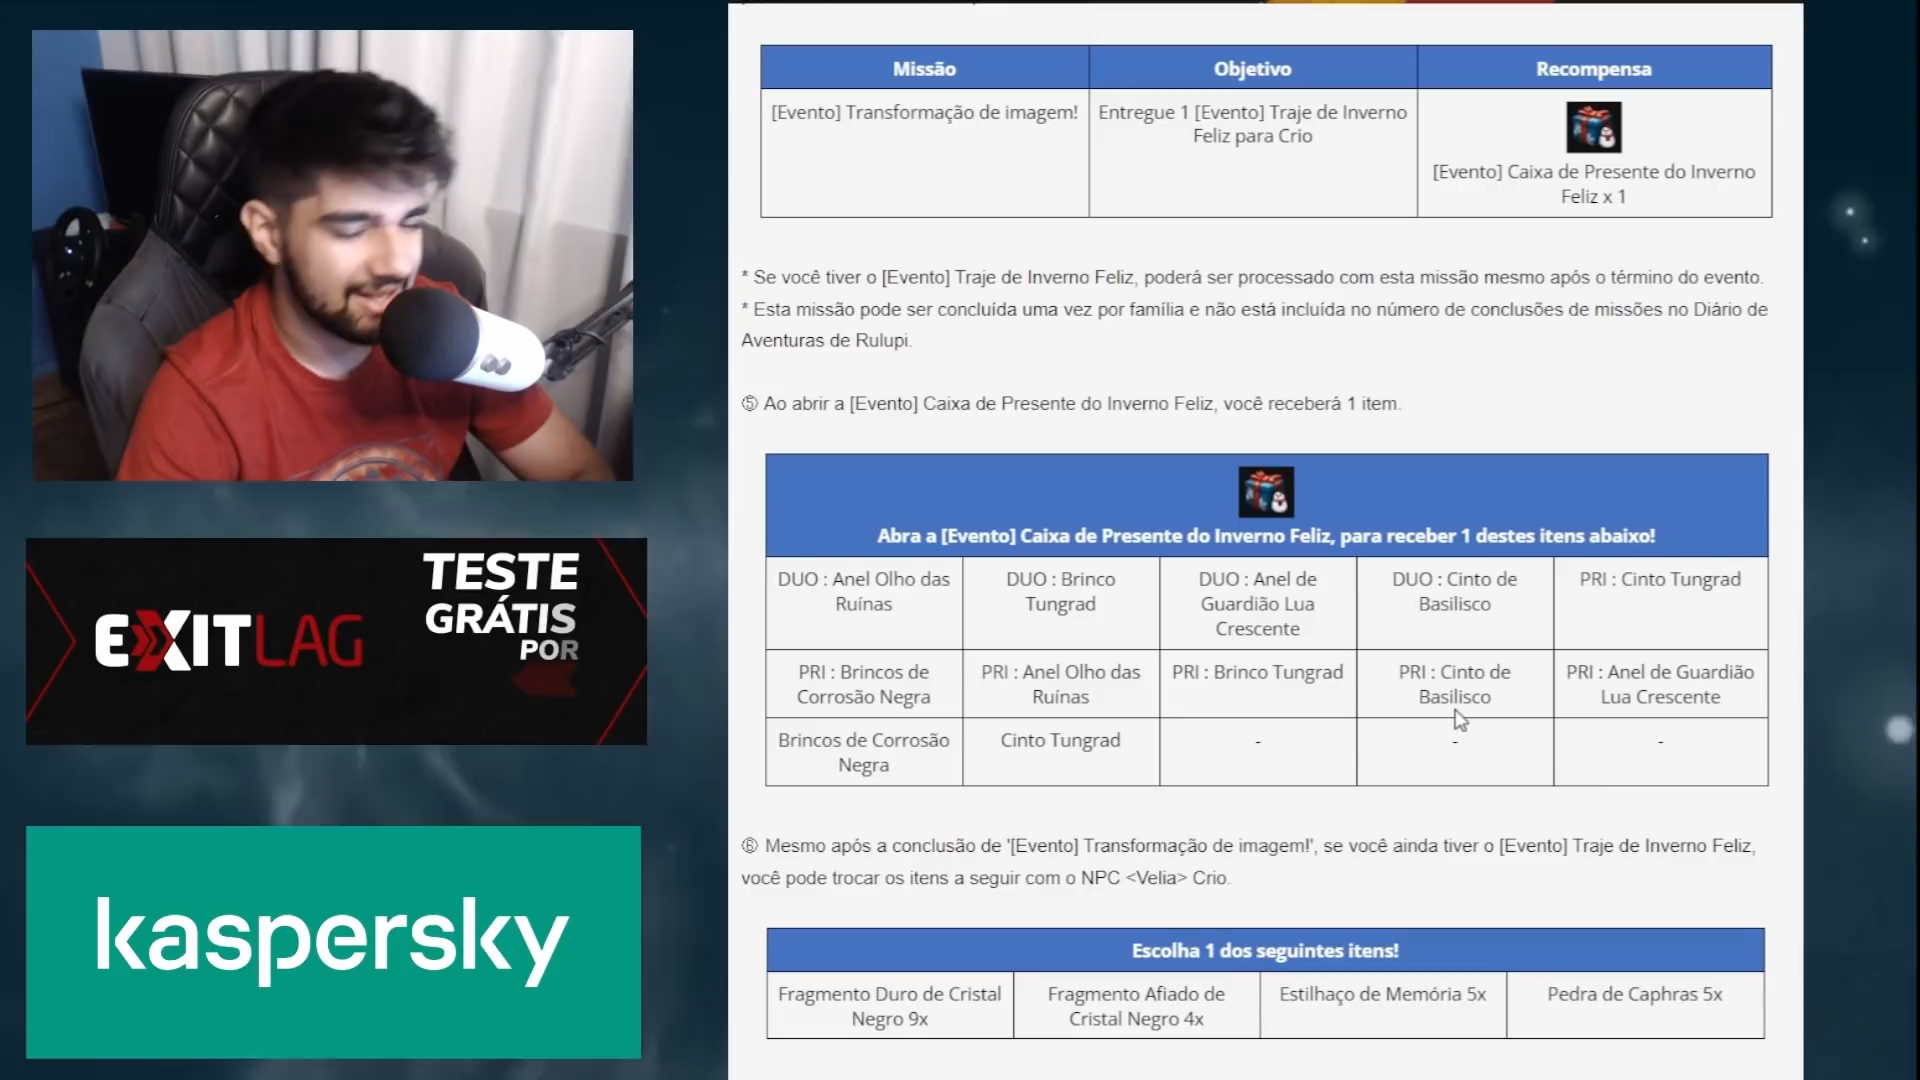 Missão
Objetivo
Recompensa
[Evento] Transformação de imagem!
Entregue 1 [Evento] Traje de Inverno
Feliz para Crio
[Evento] Caixa de Presente do Inverno
Feliz x 1
* Se você tiver o [Evento] Traje de Inverno Feliz, poderá ser processado com esta missão mesmo após o término do evento.
* Esta missão pode ser concluída uma vez por família e não está incluída no número de conclusões de missões no Diário de
Aventuras de Rulupi.
⑤ Ao abrir a [Evento] Caixa de Presente do Inverno Feliz, você receberá 1 item.
Abra a [Evento] Caixa de Presente do Inverno Feliz, para receber 1 destes itens abaixo!
DUO : Anel Olho das
Ruínas
DUO : Brinco
Tungrad
DUO : Anel de
Guardião Lua
Crescente
DUO : Cinto de
Basilisco
PRI : Cinto Tungrad
PRI : Brincos de
Corrosão Negra
PRI : Anel Olho das
Ruínas
PRI : Brinco Tungrad
PRI : Cinto de
Basilisco
PRI : Anel de Guardião
Lua Crescente
Brincos de Corrosão
Negra
Cinto Tungrad
-
-
-
⑥ Mesmo após a conclusão de '[Evento] Transformação de imagem!', se você ainda tiver o [Evento] Traje de Inverno Feliz,
você pode trocar os itens a seguir com o NPC <Velia> Crio.
Escolha 1 dos seguintes itens!
Fragmento Duro de Cristal
Negro 9x
Fragmento Afiado de
Cristal Negro 4x
Estilhaço de Memória 5x
Pedra de Caphras 5x
EXITLAG
TESTE
GRÁTIS
POR
kaspersky